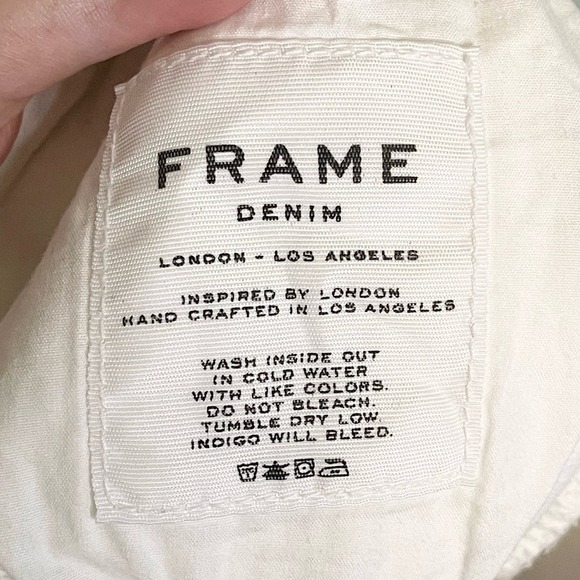 FRAME
DENIM
LONDON - LOS ANGELES
INSPIRED BY LONDON
HAND CRAFTED IN LOS ANGELES
WASH INSIDE OUT
IN COLD WATER
WITH LIKE COLORS.
DO NOT BLEACH.
TUMBLE DRY LOW.
INDIGO WILL BLEED.